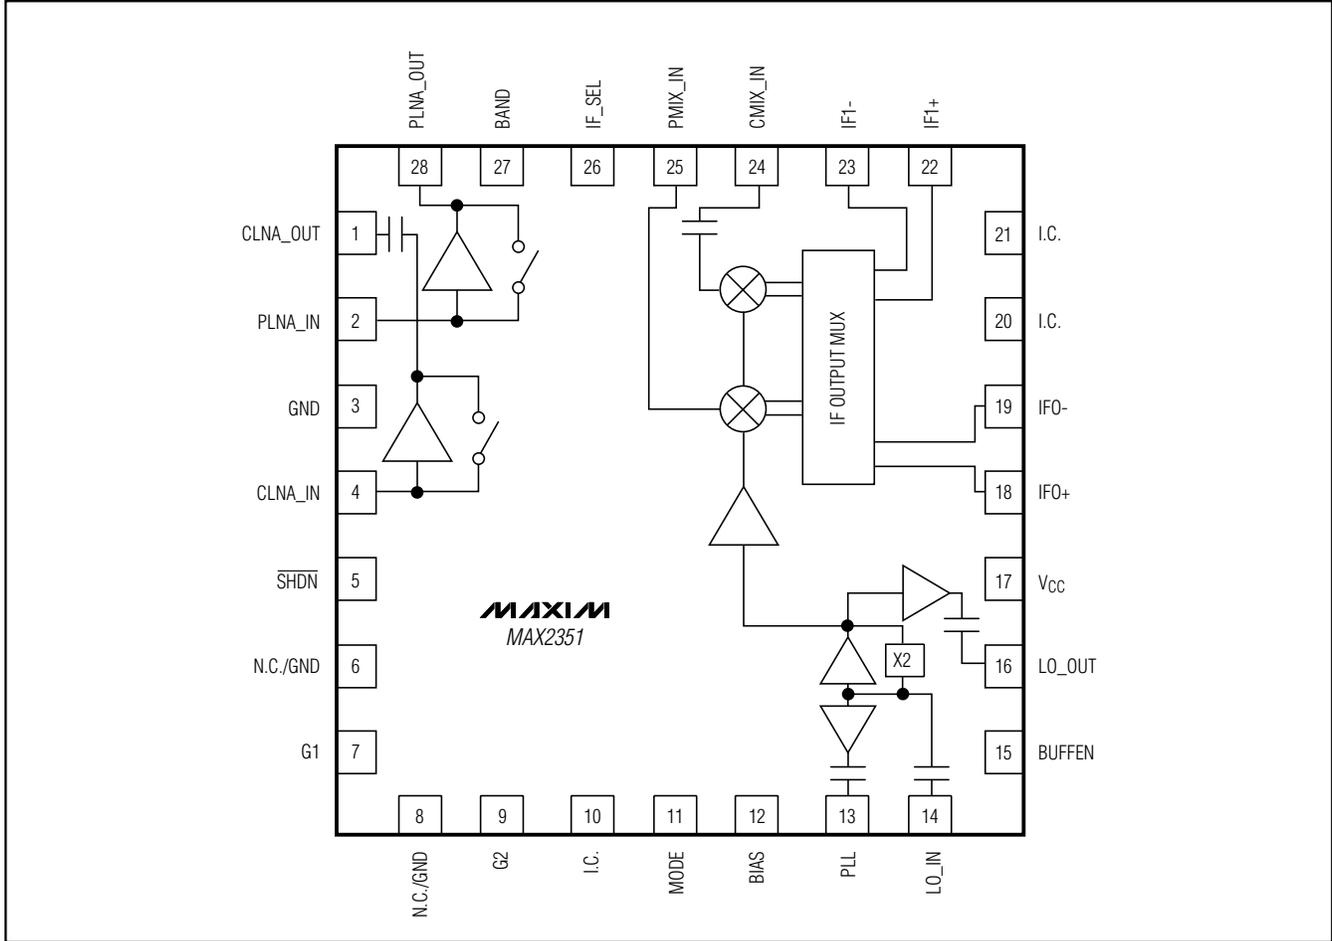 PLNA_OUT
BAND
IF_SEL
PMIX_IN
CMIX_IN
IF1-
IF1+
28
27
26
25
24
23
22
CLNA_OUT
1
PLNA_IN
2
GND
3
CLNA_IN
4
SHDN
5
N.C./GND
6
G1
7
IF OUTPUT MUX
MAXIM
MAX2351
X2
21
I.C.
20
I.C.
19
IFO-
18
IFO+
17
VCC
16
LO_OUT
15
BUFFEN
8
9
10
11
12
13
14
N.C./GND
G2
I.C.
MODE
BIAS
PLL
LO_IN